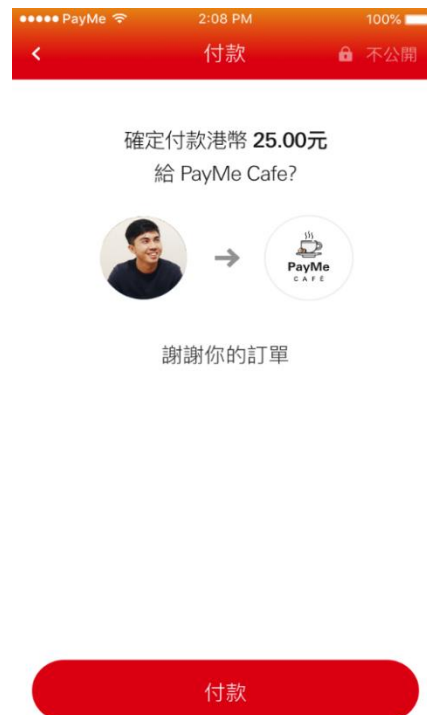 PayMe 2:08 PM 100%
付款 不公開
確定付款港幣 25.00元
給 PayMe Cafe?
PayMe
CAFÉ
謝謝你的訂單
付款